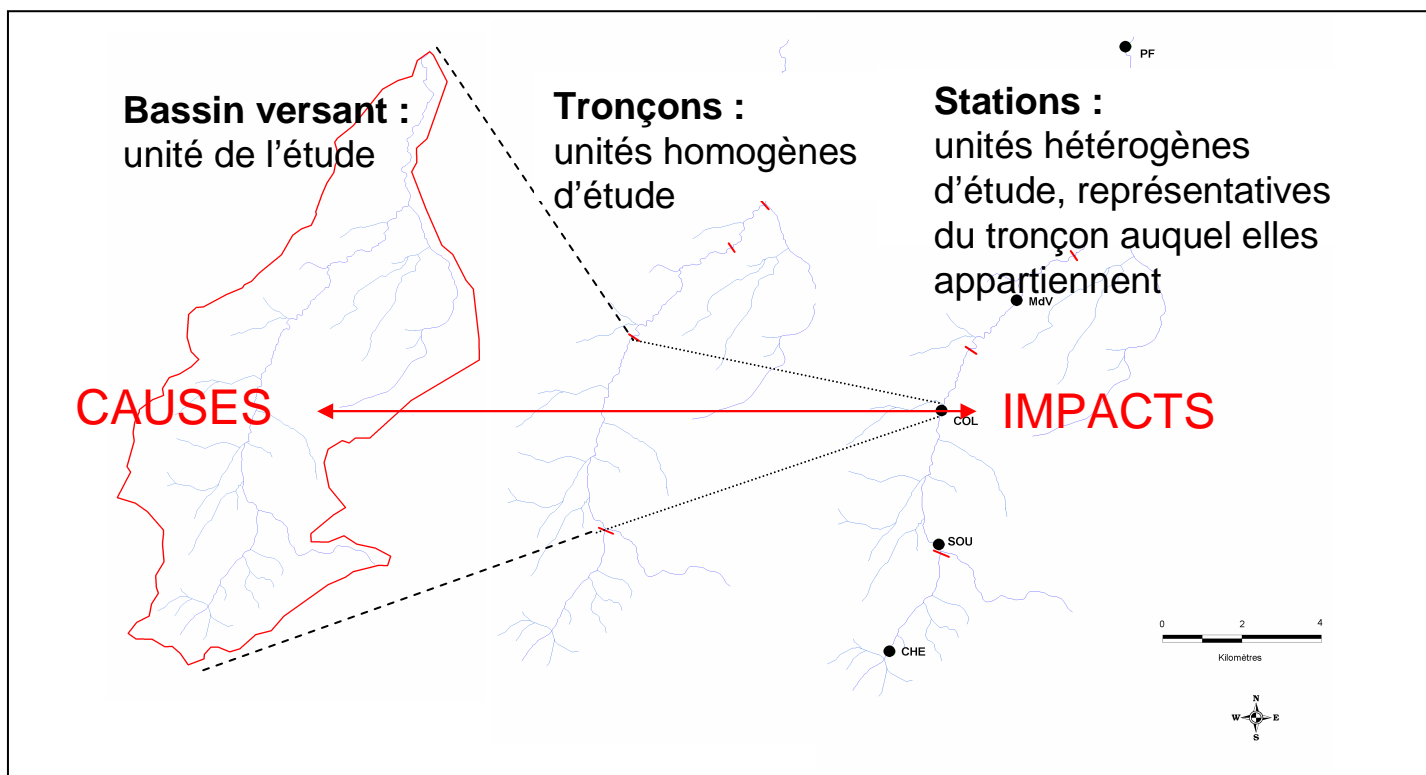 Bassin versant :
unité de l’étude
Tronçons :
unités homogènes
d’étude
Stations :
unités hétérogènes
d’étude, représentatives
du tronçon auquel elles
appartiennent
PF
MdV
CAUSES
IMPACTS
COL
SOU
CHE
0 2 4
Kilomètres
N
W E
S